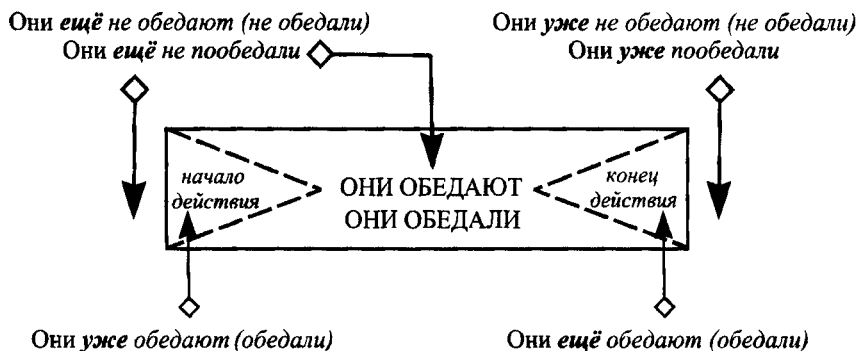 Они ещё не обедают (не обедали)
Они ещё не пообедали
Они уже не обедают (не обедали)
Они уже пообедали
начало
действия
ОНИ ОБЕДАЮТ
ОНИ ОБЕДАЛИ
конец
действия
Они уже обедают (обедали)
Они ещё обедают (обедали)